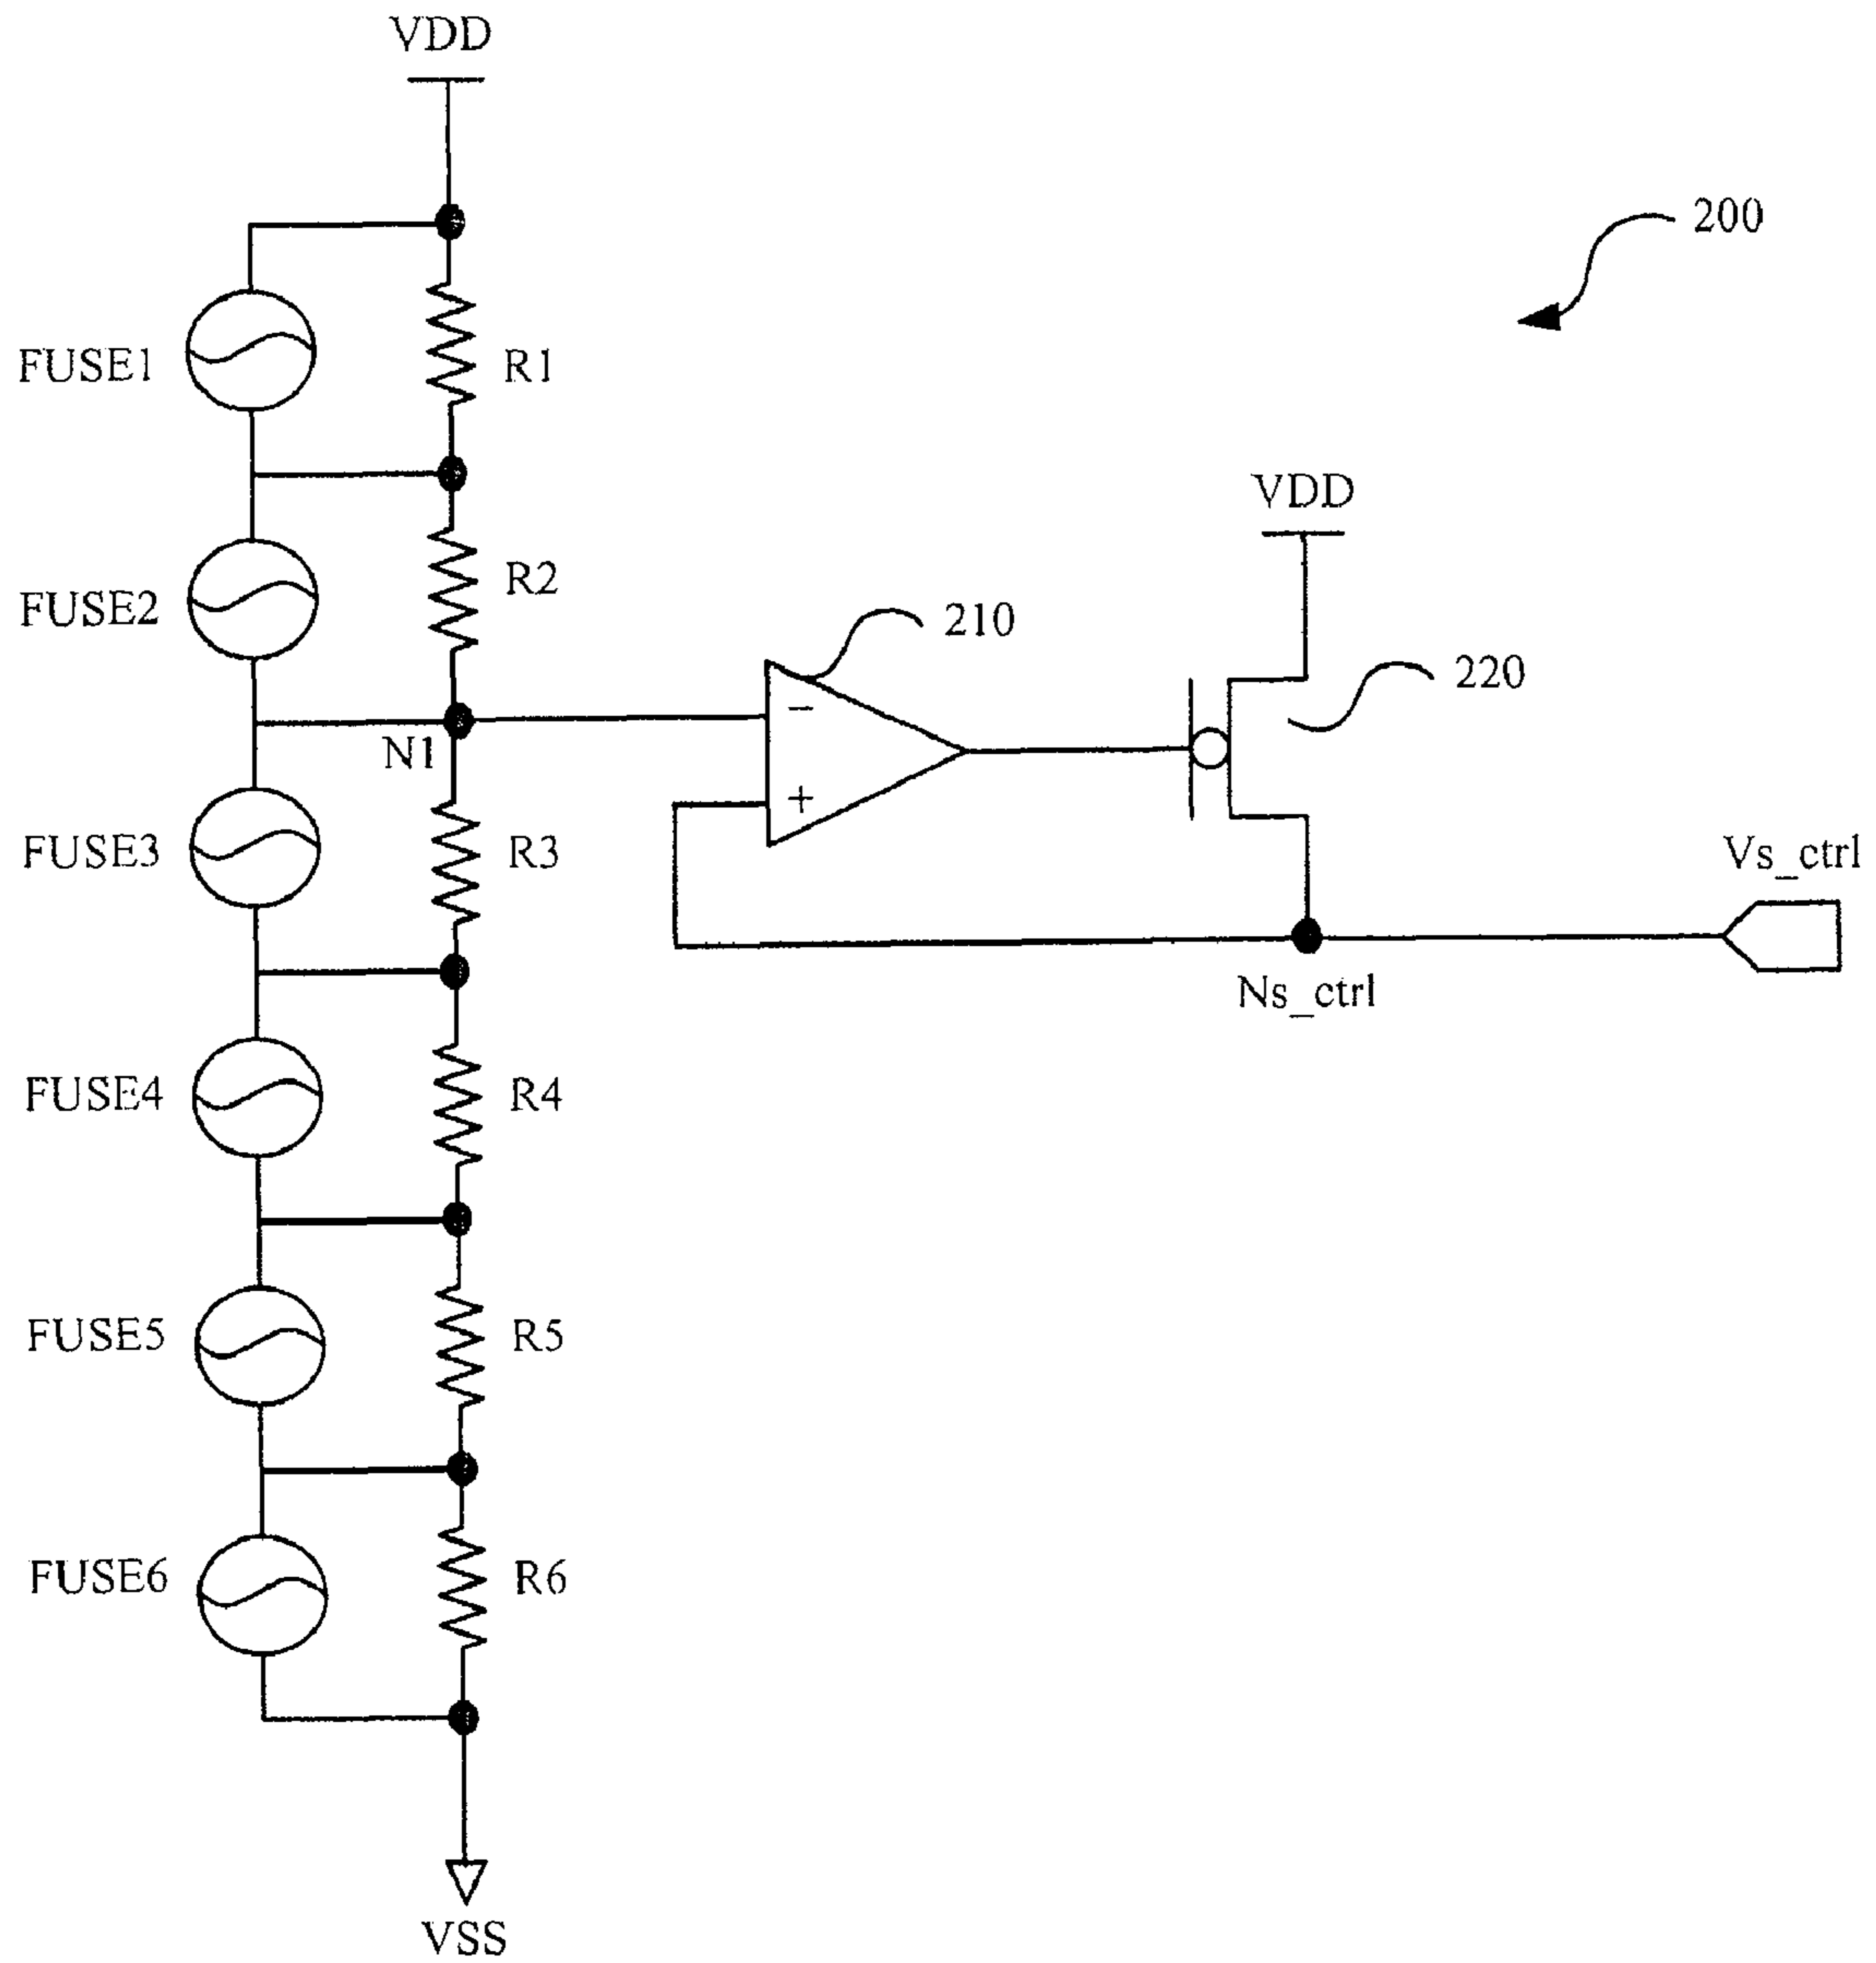 VDD
200
FUSE1
R1
VDD
FUSE2
R2
210
220
N1
−
+
FUSE3
R3
Vs_ctrl
Ns_ctrl
FUSE4
R4
FUSE5
R5
FUSE6
R6
VSS